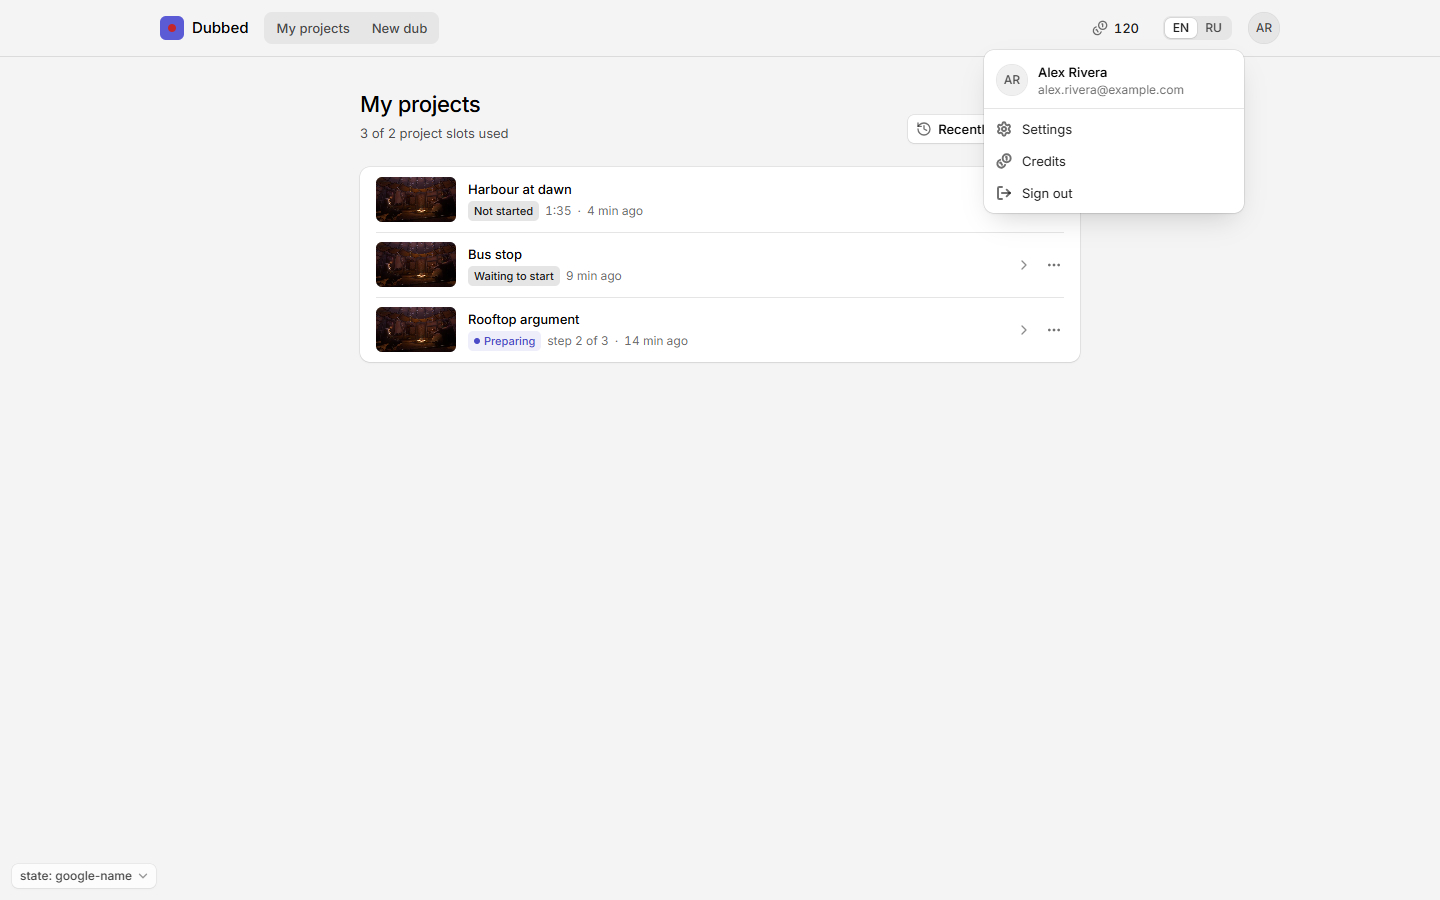 Dubbed
My projects
New dub
120
EN
RU
AR
AR
Alex Rivera
alex.rivera@example.com
Settings
Credits
Sign out
My projects
3 of 2 project slots used
Harbour at dawn
Not started 1:35 · 4 min ago
Bus stop
Waiting to start 9 min ago
Rooftop argument
Preparing step 2 of 3 · 14 min ago
state: google-name